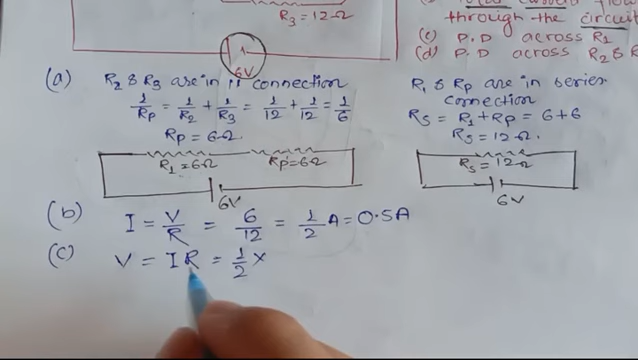 R3 = 12Ω
6V
through the circuit
(c) P.D across R1
(d) P.D across R2 &
(a) R2 & R3 are in || connection
1/RP = 1/R2 + 1/R3 = 1/12 + 1/12 = 1/6
RP = 6Ω
R1 = 6Ω
RP = 6Ω
6V
R1 & RP are in series
connection
RS = R1 + RP = 6 + 6
RS = 12Ω.
RS = 12Ω
6V
(b) I = V/R = 6/12 = 1/2 A = 0.5A
(c) V = IR = 1/2 ×